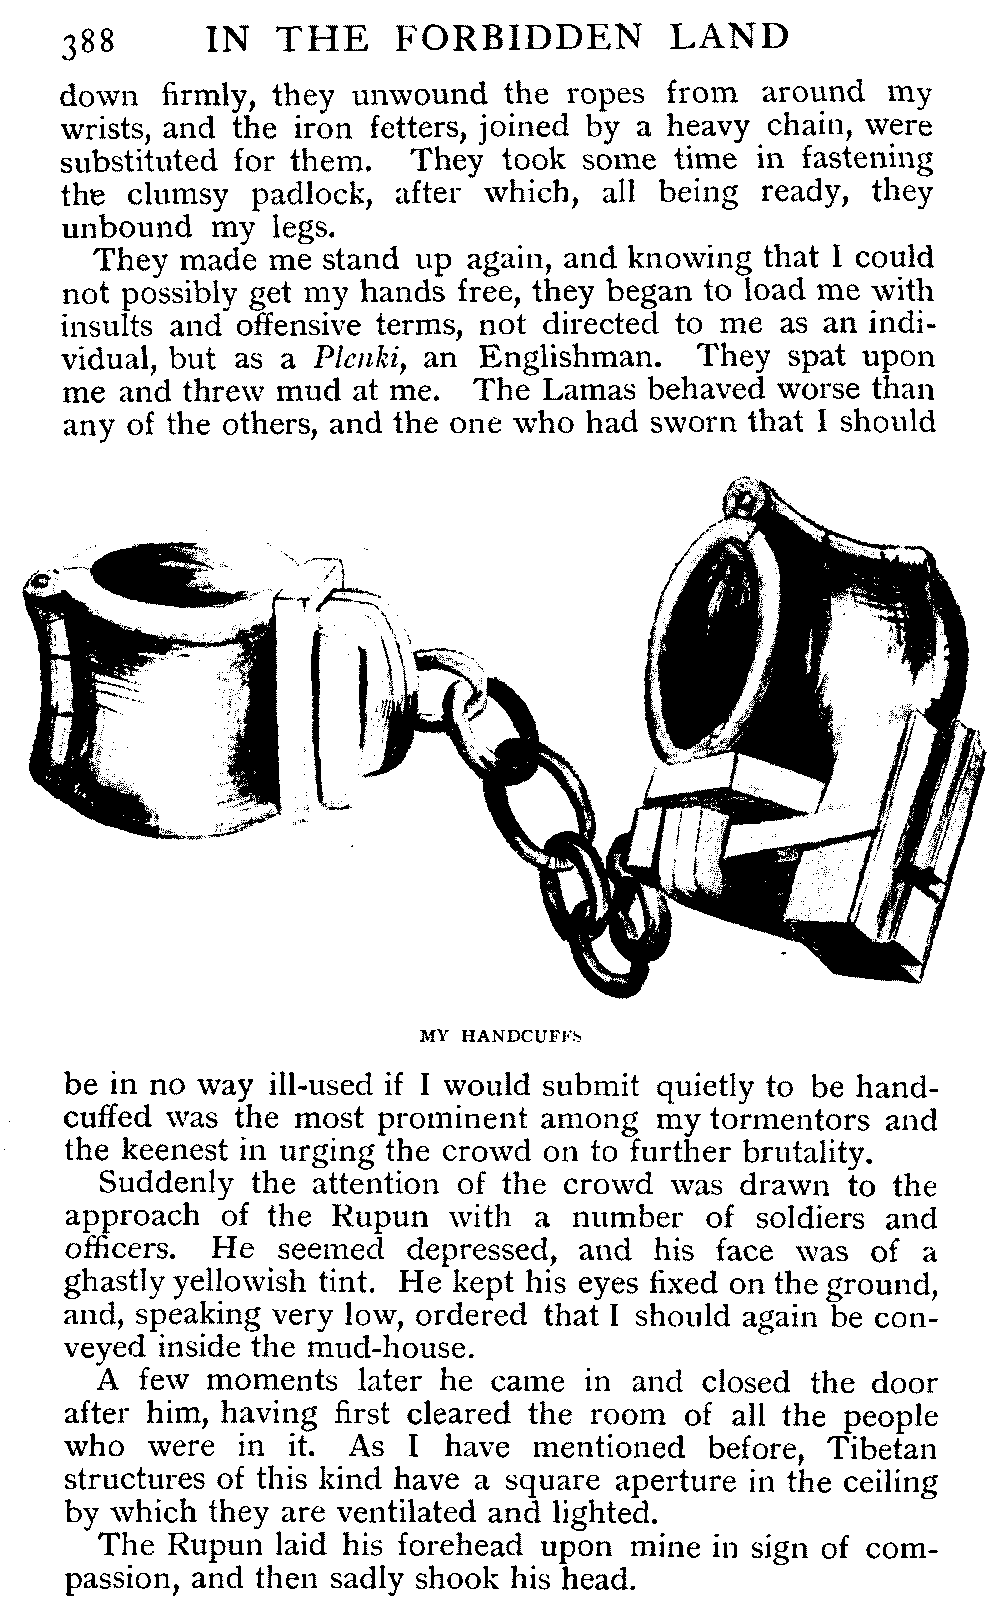 388 IN THE FORBIDDEN LAND
down firmly, they unwound the ropes from around my
wrists, and the iron fetters, joined by a heavy chain, were
substituted for them. They took some time in fastening
the clumsy padlock, after which, all being ready, they
unbound my legs.
They made me stand up again, and knowing that I could
not possibly get my hands free, they began to load me with
insults and offensive terms, not directed to me as an indi-
vidual, but as a Plenki, an Englishman. They spat upon
me and threw mud at me. The Lamas behaved worse than
any of the others, and the one who had sworn that I should
MY HANDCUFFS
be in no way ill-used if I would submit quietly to be hand-
cuffed was the most prominent among my tormentors and
the keenest in urging the crowd on to further brutality.
Suddenly the attention of the crowd was drawn to the
approach of the Rupun with a number of soldiers and
officers. He seemed depressed, and his face was of a
ghastly yellowish tint. He kept his eyes fixed on the ground,
and, speaking very low, ordered that I should again be con-
veyed inside the mud-house.
A few moments later he came in and closed the door
after him, having first cleared the room of all the people
who were in it. As I have mentioned before, Tibetan
structures of this kind have a square aperture in the ceiling
by which they are ventilated and lighted.
The Rupun laid his forehead upon mine in sign of com-
passion, and then sadly shook his head.